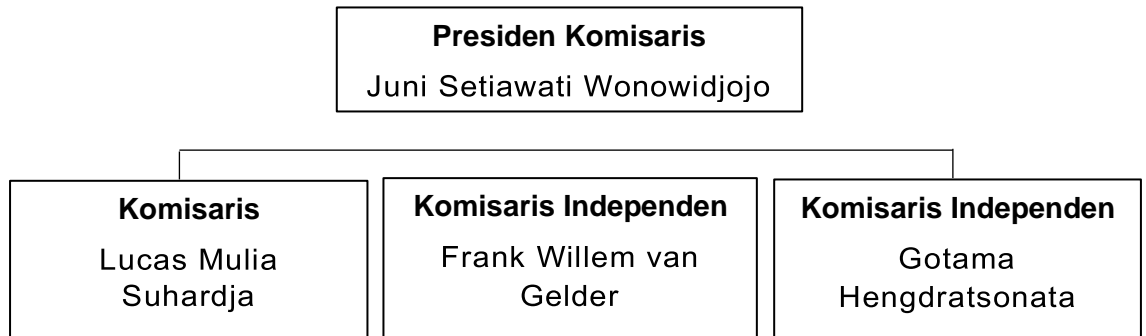 Presiden Komisaris
Juni Setiawati Wonowidjojo
Komisaris
Lucas Mulia
Suhardja
Komisaris Independen
Frank Willem van
Gelder
Komisaris Independen
Gotama
Hengdratsonata